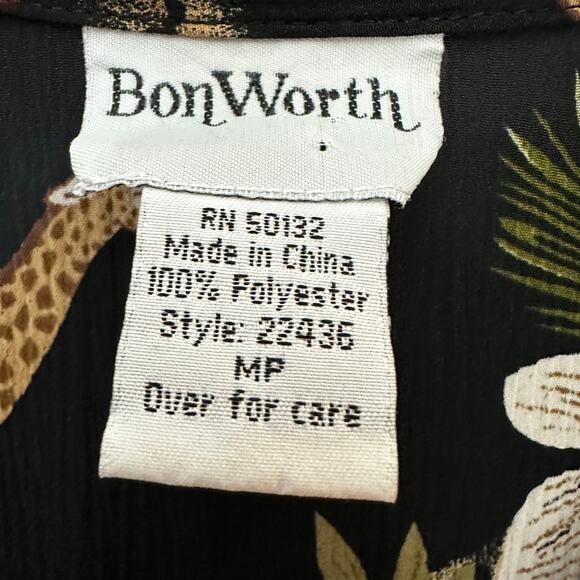 BonWorth
RN 50132
Made in China
100% Polyester
Style: 22436
MP
Over for care